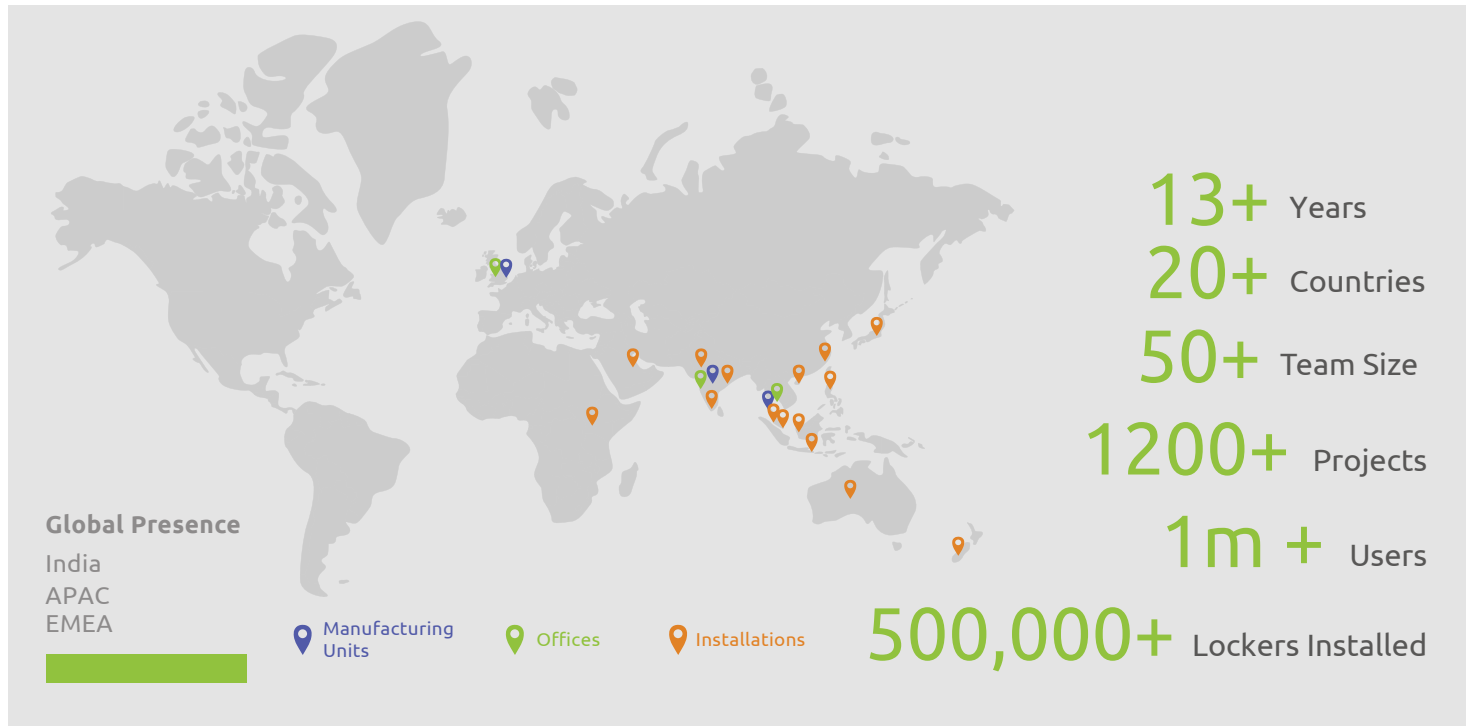 13+ Years
20+ Countries
50+ Team Size
1200+ Projects
1m + Users
500,000+ Lockers Installed
Global Presence
India
APAC
EMEA
Manufacturing
Units
Offices
Installations